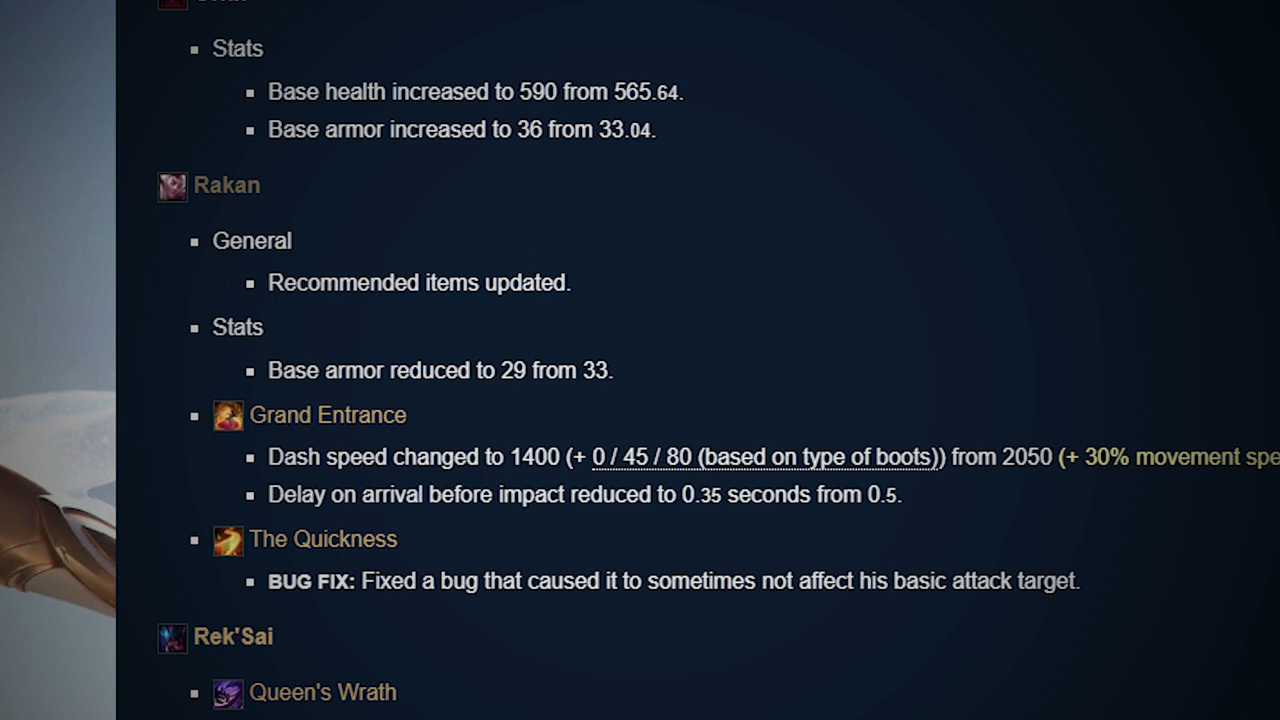 Stats
Base health increased to 590 from 565.64.
Base armor increased to 36 from 33.04.
Rakan
General
Recommended items updated.
Stats
Base armor reduced to 29 from 33.
Grand Entrance
Dash speed changed to 1400 (+ 0 / 45 / 80 (based on type of boots)) from 2050 (+ 30% movement spe
Delay on arrival before impact reduced to 0.35 seconds from 0.5.
The Quickness
BUG FIX: Fixed a bug that caused it to sometimes not affect his basic attack target.
Rek'Sai
Queen's Wrath